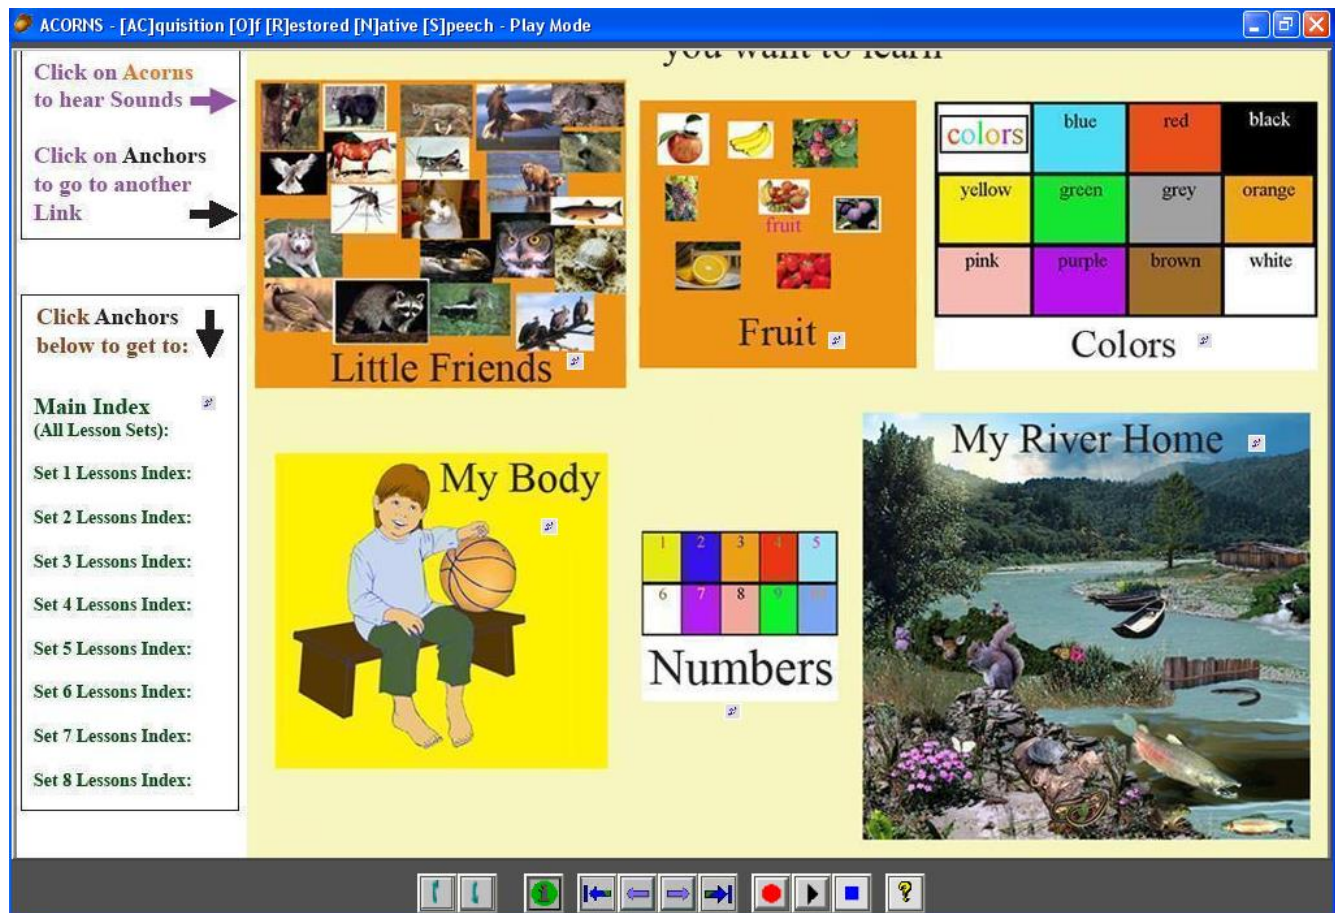 ACORNS - [AC]quisition [O]f [R]estored [N]ative [S]peech - Play Mode
you want to learn
Click on Acorns
to hear Sounds
Click on Anchors
to go to another
Link
Click Anchors
below to get to:
Main Index
(All Lesson Sets):
Set 1 Lessons Index:
Set 2 Lessons Index:
Set 3 Lessons Index:
Set 4 Lessons Index:
Set 5 Lessons Index:
Set 6 Lessons Index:
Set 7 Lessons Index:
Set 8 Lessons Index:
Little Friends
fruit
Fruit
colors blue red black
yellow green grey orange
pink purple brown white
Colors
My Body
1 2 3 4 5
6 7 8 9 10
Numbers
My River Home
?